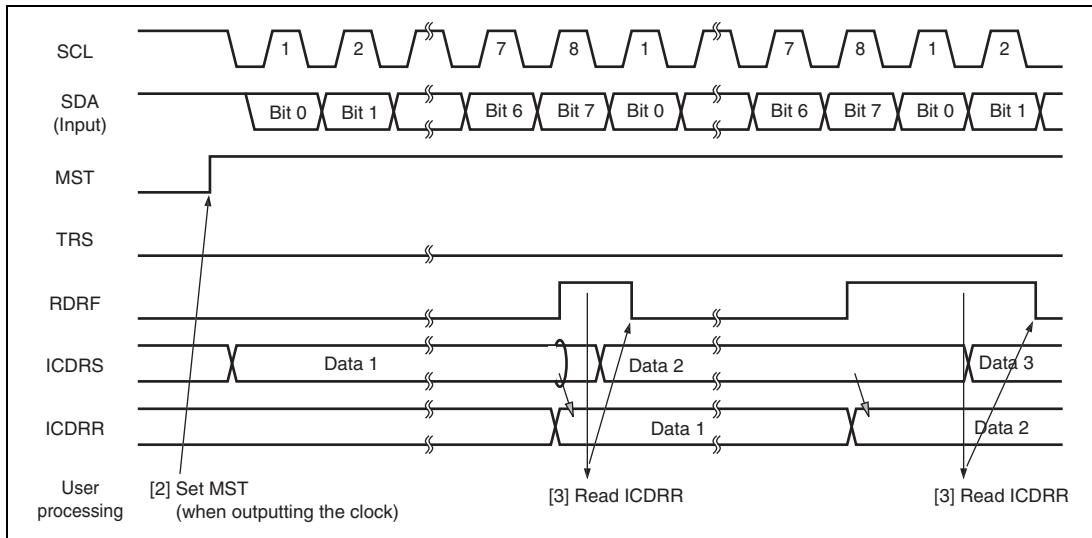 SCL 1 2 7 8 1 7 8 1 2
SDA
(Input)
Bit 0 Bit 1 Bit 6 Bit 7 Bit 0 Bit 6 Bit 7 Bit 0 Bit 1
MST
TRS
RDRF
ICDRS Data 1 Data 2 Data 3
ICDRR Data 1 Data 2
User
processing
[2] Set MST
(when outputting the clock)
[3] Read ICDRR
[3] Read ICDRR